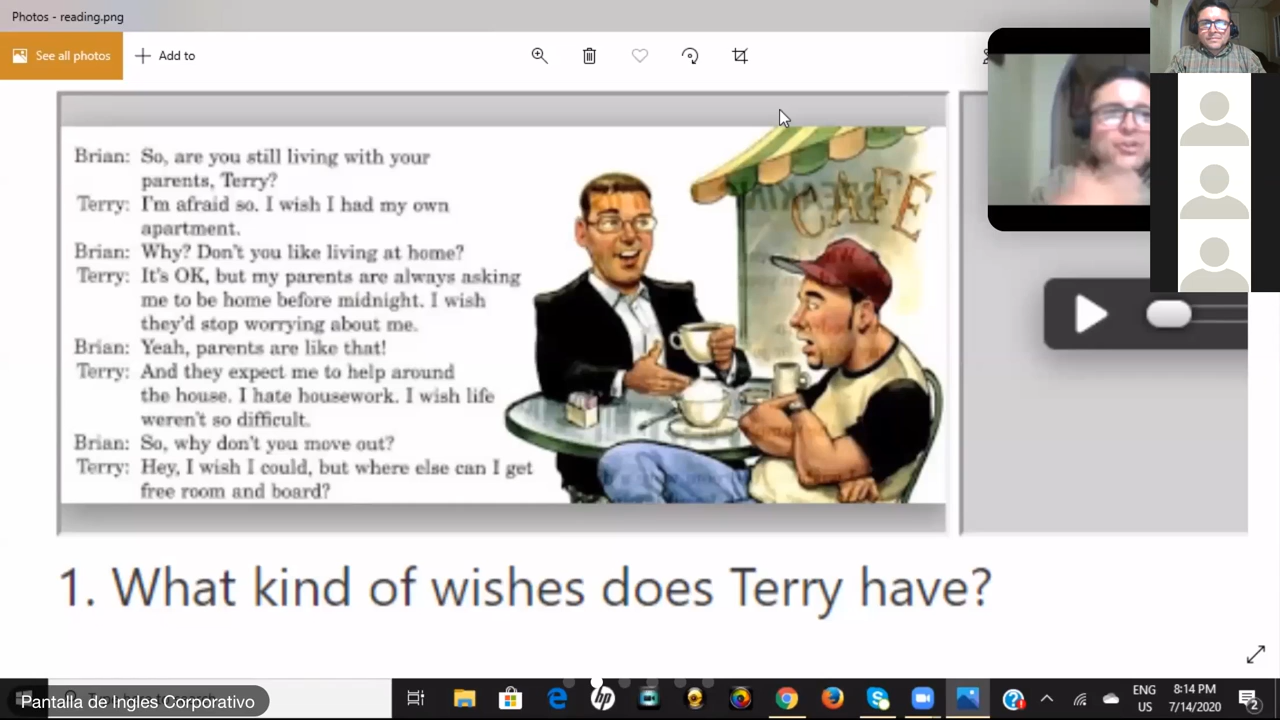 Photos - reading.png
See all photos
Add to
Brian: So, are you still living with your
parents, Terry?
Terry: I'm afraid so. I wish I had my own
apartment.
Brian: Why? Don't you like living at home?
Terry: It's OK, but my parents are always asking
me to be home before midnight. I wish
they'd stop worrying about me.
Brian: Yeah, parents are like that!
Terry: And they expect me to help around
the house. I hate housework. I wish life
weren't so difficult.
Brian: So, why don't you move out?
Terry: Hey, I wish I could, but where else can I get
free room and board?
CAFÉ
1. What kind of wishes does Terry have?
Pantalla de Ingles Corporativo
hp
ENG
US
8:14 PM
7/14/2020
2